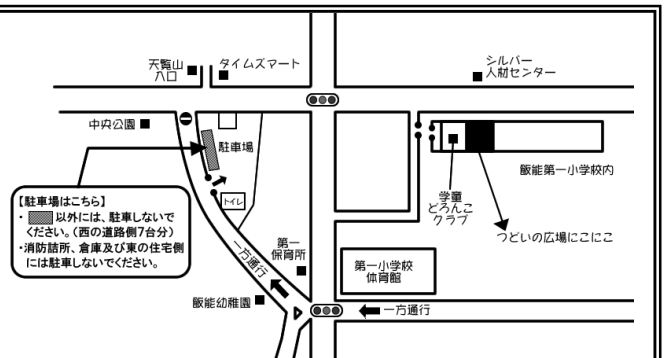 天覧山
入口
タイムズマート
シルバー
人材センター
中央公園
駐車場
飯能第一小学校内
学童
どろんこ
クラブ
つどいの広場にこにこ
トイレ
【駐車場はこちら】
・ 以外には、駐車しないで
ください。(西の道路側7台分)
・消防詰所、倉庫及び東の住宅側
には駐車しないでください。
一方通行
第一
保育所
第一小学校
体育館
飯能幼稚園
一方通行